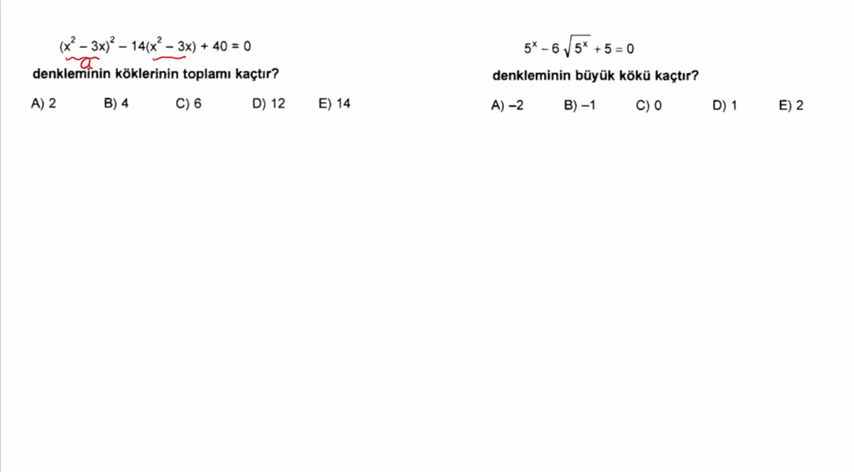 (x² – 3x)² – 14(x² – 3x) + 40 = 0
a
denkleminin köklerinin toplamı kaçtır?
A) 2 B) 4 C) 6 D) 12 E) 14
5ˣ – 6√5ˣ + 5 = 0
denkleminin büyük kökü kaçtır?
A) –2 B) –1 C) 0 D) 1 E) 2